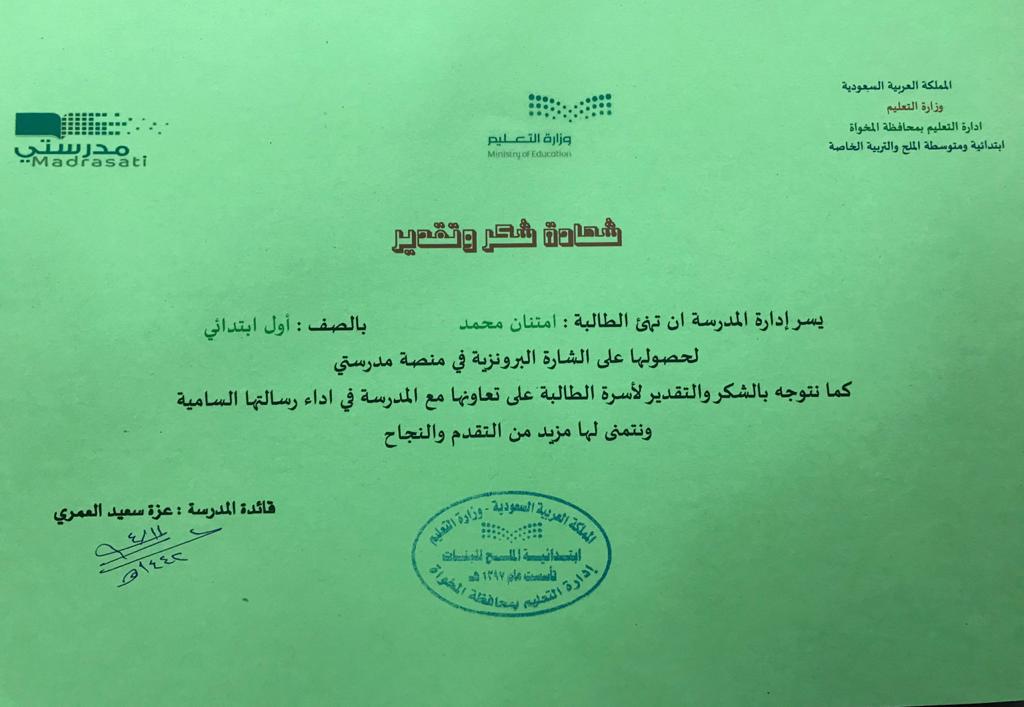 المملكة العربية السعودية
وزارة التعليم
ادارة التعليم بمحافظة المخواة
ابتدائية ومتوسطة الملح والتربية الخاصة
وزارة التعليم
Ministry of Education
مدرستي
Madrasati
شهادة شكر وتقدير
يسر إدارة المدرسة ان تهنئ الطالبة : امتنان محمد بالصف : أول ابتدائي
لحصولها على الشارة البرونزية في منصة مدرستي
كما نتوجه بالشكر والتقدير لأسرة الطالبة على تعاونها مع المدرسة في اداء رسالتها السامية
ونتمنى لها مزيد من التقدم والنجاح
قائدة المدرسة : عزة سعيد العمري
٤/١١
١٤٤٢هـ
المملكة العربية السعودية - وزارة التعليم
ابتدائية الملح للبنات
تأسست عام ١٣٩٧ هـ
إدارة التعليم بمحافظة المخواة